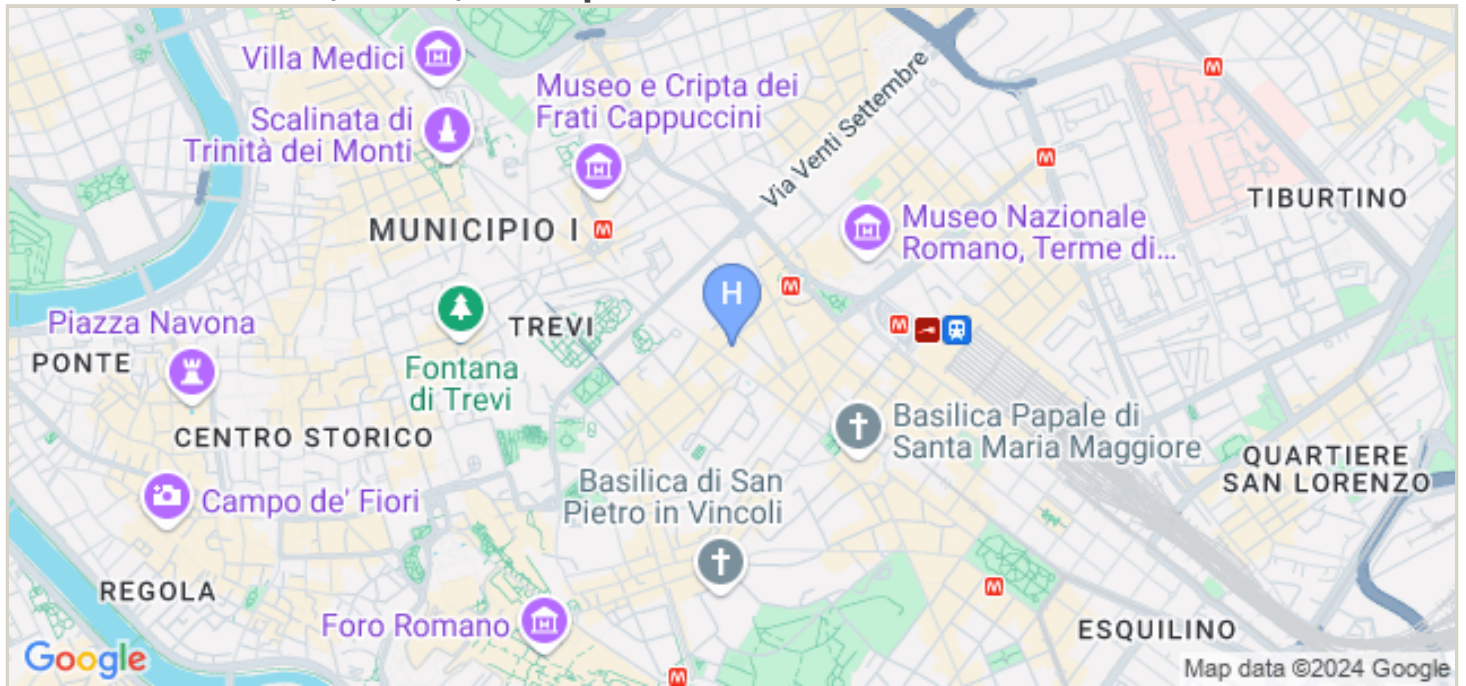 Villa Medici
Museo e Cripta dei
Frati Cappuccini
Via Venti Settembre
M
Scalinata di
Trinità dei Monti
M
TIBURTINO
MUNICIPIO I
M
Museo Nazionale
Romano, Terme di...
H
M
Piazza Navona
TREVI
M
PONTE
Fontana
di Trevi
CENTRO STORICO
Basilica Papale di
Santa Maria Maggiore
QUARTIERE
SAN LORENZO
Campo de' Fiori
Basilica di San
Pietro in Vincoli
REGOLA
M
Foro Romano
ESQUILINO
Google
M
Map data ©2024 Google